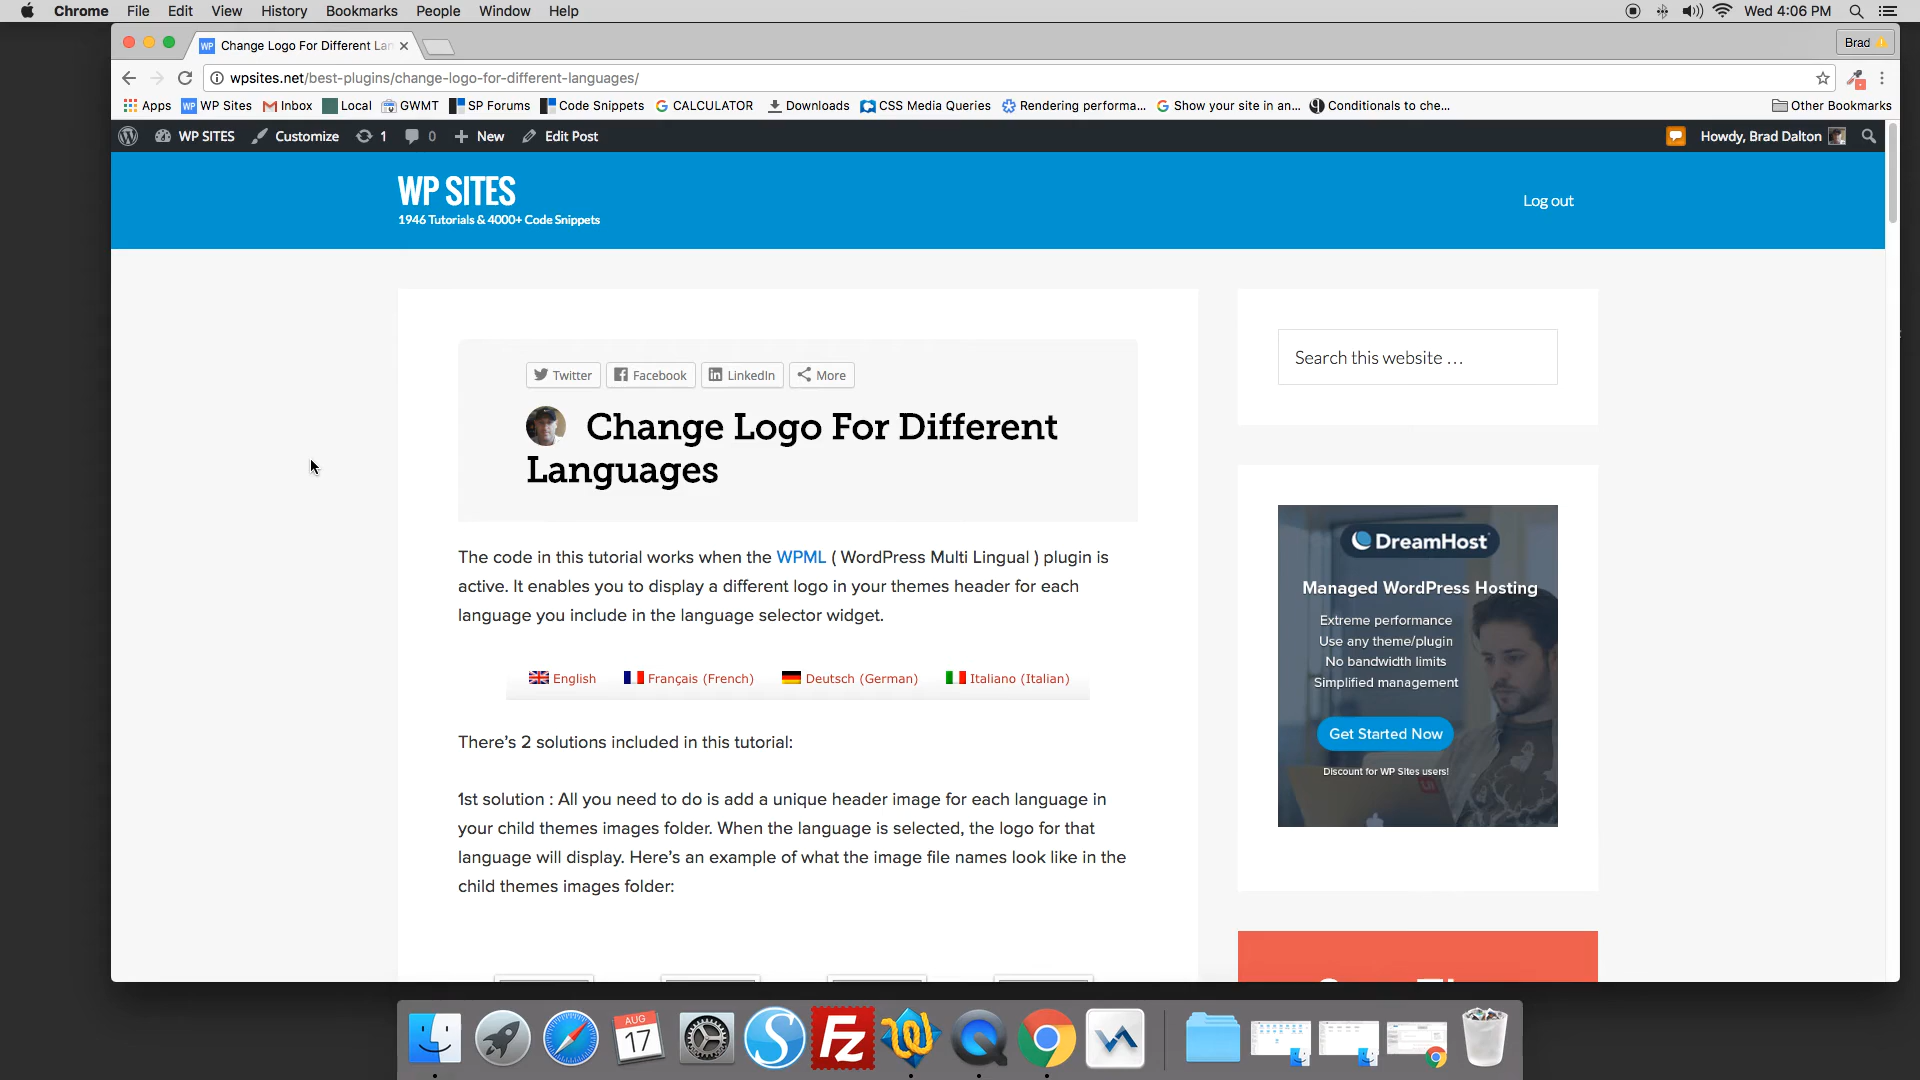 Chrome File Edit View History Bookmarks People Window Help Wed 4:06 PM
WP Change Logo For Different Lan Brad
wpsites.net/best-plugins/change-logo-for-different-languages/
Apps WP WP Sites Inbox Local GWMT SP Forums Code Snippets CALCULATOR Downloads CSS Media Queries Rendering performa... Show your site in an... Conditionals to che... Other Bookmarks
WP SITES Customize 1 0 New Edit Post Howdy, Brad Dalton
WP SITES
1946 Tutorials & 4000+ Code Snippets
Log out
Twitter Facebook LinkedIn More
Change Logo For Different
Languages
The code in this tutorial works when the WPML ( WordPress Multi Lingual ) plugin is
active. It enables you to display a different logo in your themes header for each
language you include in the language selector widget.
English Français (French) Deutsch (German) Italiano (Italian)
There's 2 solutions included in this tutorial:
1st solution : All you need to do is add a unique header image for each language in
your child themes images folder. When the language is selected, the logo for that
language will display. Here's an example of what the image file names look like in the
child themes images folder:
Search this website …
DreamHost
Managed WordPress Hosting
Extreme performance
Use any theme/plugin
No bandwidth limits
Simplified management
Get Started Now
Discount for WP Sites users!
AUG
17
S
Fz